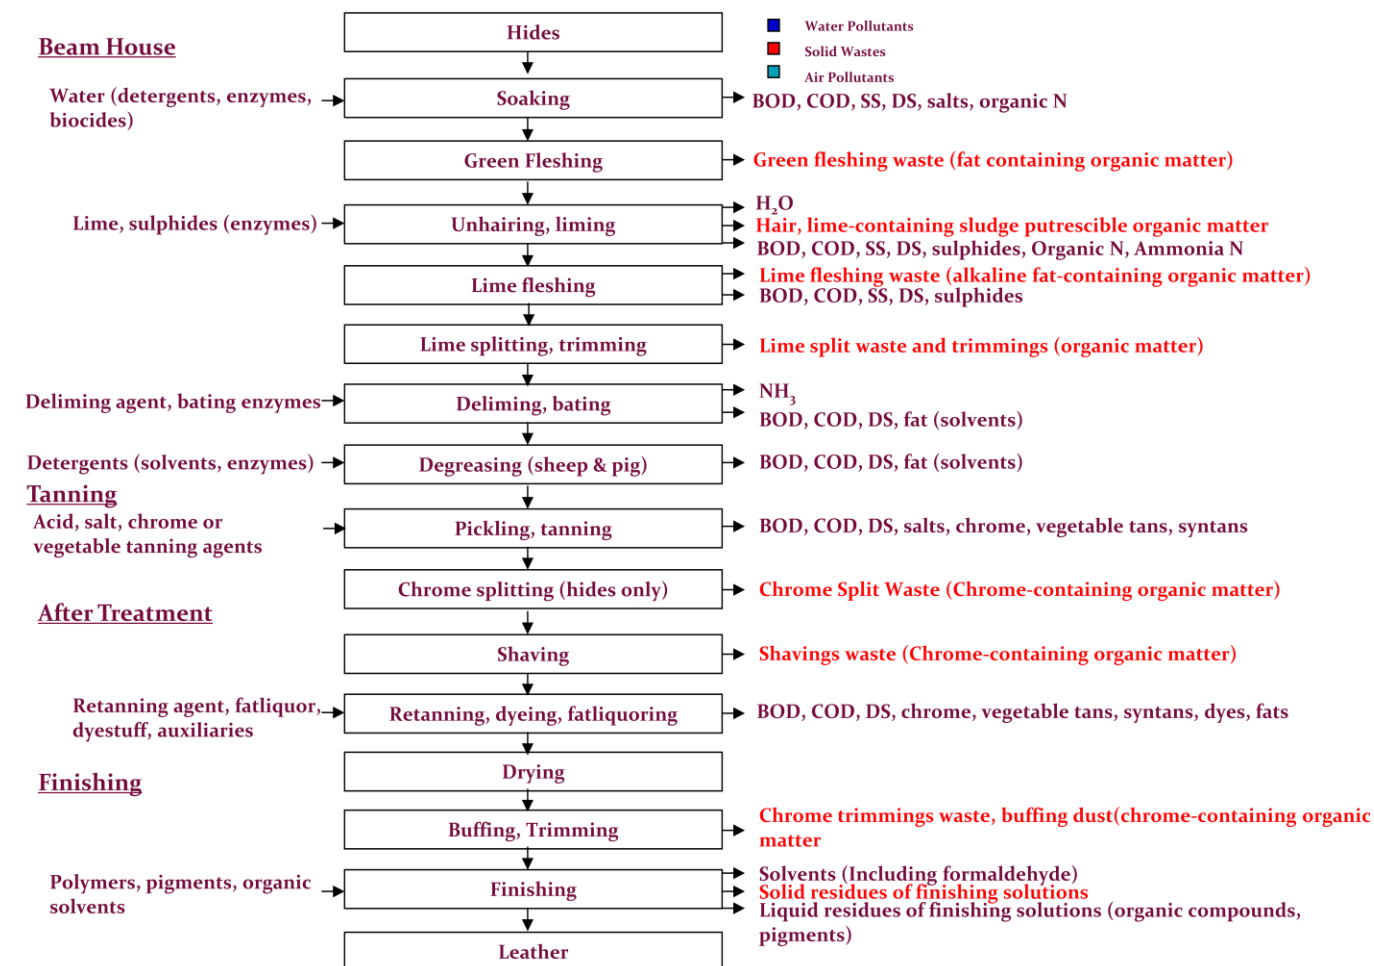 Beam House
Hides
Water Pollutants
Solid Wastes
Air Pollutants
Water (detergents, enzymes,
biocides)
Soaking
BOD, COD, SS, DS, salts, organic N
Green Fleshing
Green fleshing waste (fat containing organic matter)
Lime, sulphides (enzymes)
Unhairing, liming
H₂O
Hair, lime-containing sludge putrescible organic matter
BOD, COD, SS, DS, sulphides, Organic N, Ammonia N
Lime fleshing
Lime fleshing waste (alkaline fat-containing organic matter)
BOD, COD, SS, DS, sulphides
Lime splitting, trimming
Lime split waste and trimmings (organic matter)
Deliming agent, bating enzymes
Deliming, bating
NH₃
BOD, COD, DS, fat (solvents)
Detergents (solvents, enzymes)
Degreasing (sheep & pig)
BOD, COD, DS, fat (solvents)
Tanning
Acid, salt, chrome or
vegetable tanning agents
Pickling, tanning
BOD, COD, DS, salts, chrome, vegetable tans, syntans
Chrome splitting (hides only)
Chrome Split Waste (Chrome-containing organic matter)
After Treatment
Shaving
Shavings waste (Chrome-containing organic matter)
Retanning agent, fatliquor,
dyestuff, auxiliaries
Retanning, dyeing, fatliquoring
BOD, COD, DS, chrome, vegetable tans, syntans, dyes, fats
Drying
Finishing
Buffing, Trimming
Chrome trimmings waste, buffing dust(chrome-containing organic
matter
Polymers, pigments, organic
solvents
Finishing
Solvents (Including formaldehyde)
Solid residues of finishing solutions
Liquid residues of finishing solutions (organic compounds,
pigments)
Leather